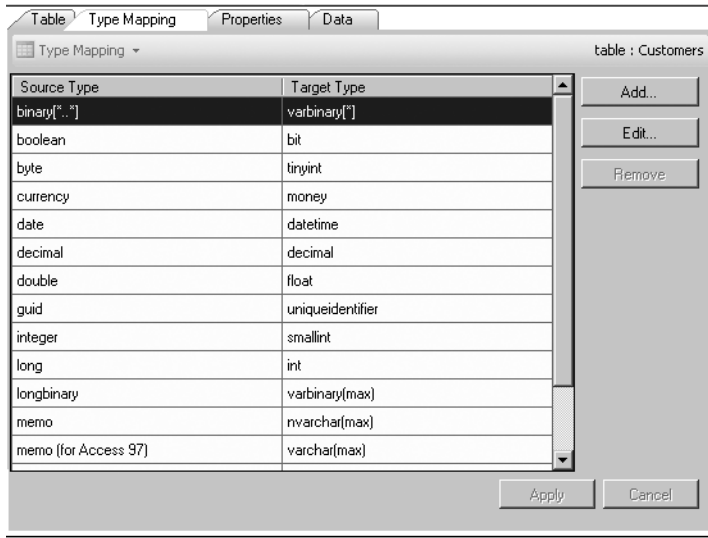 Table Type Mapping Properties Data
Type Mapping table : Customers
Source Type Target Type Add...
binary[*..*] varbinary[*]
boolean bit Edit...
byte tinyint Remove
currency money
date datetime
decimal decimal
double float
guid uniqueidentifier
integer smallint
long int
longbinary varbinary(max)
memo nvarchar(max)
memo (for Access 97) varchar(max)
Apply Cancel